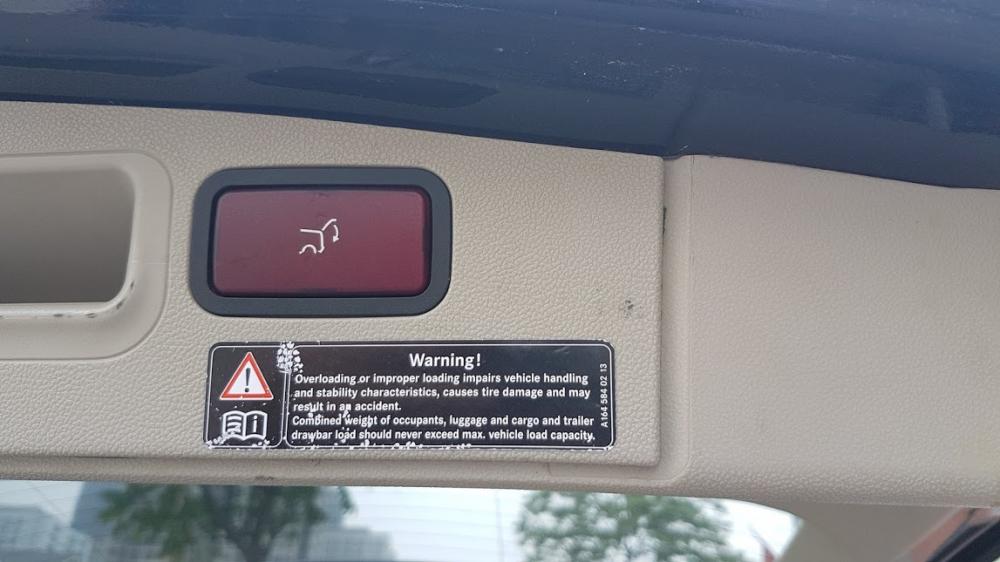 Warning!
Overloading or improper loading impairs vehicle handling
and stability characteristics, causes tire damage and may
result in an accident.
Combined weight of occupants, luggage and cargo and trailer
drawbar load should never exceed max. vehicle load capacity.
A164 584 02 13